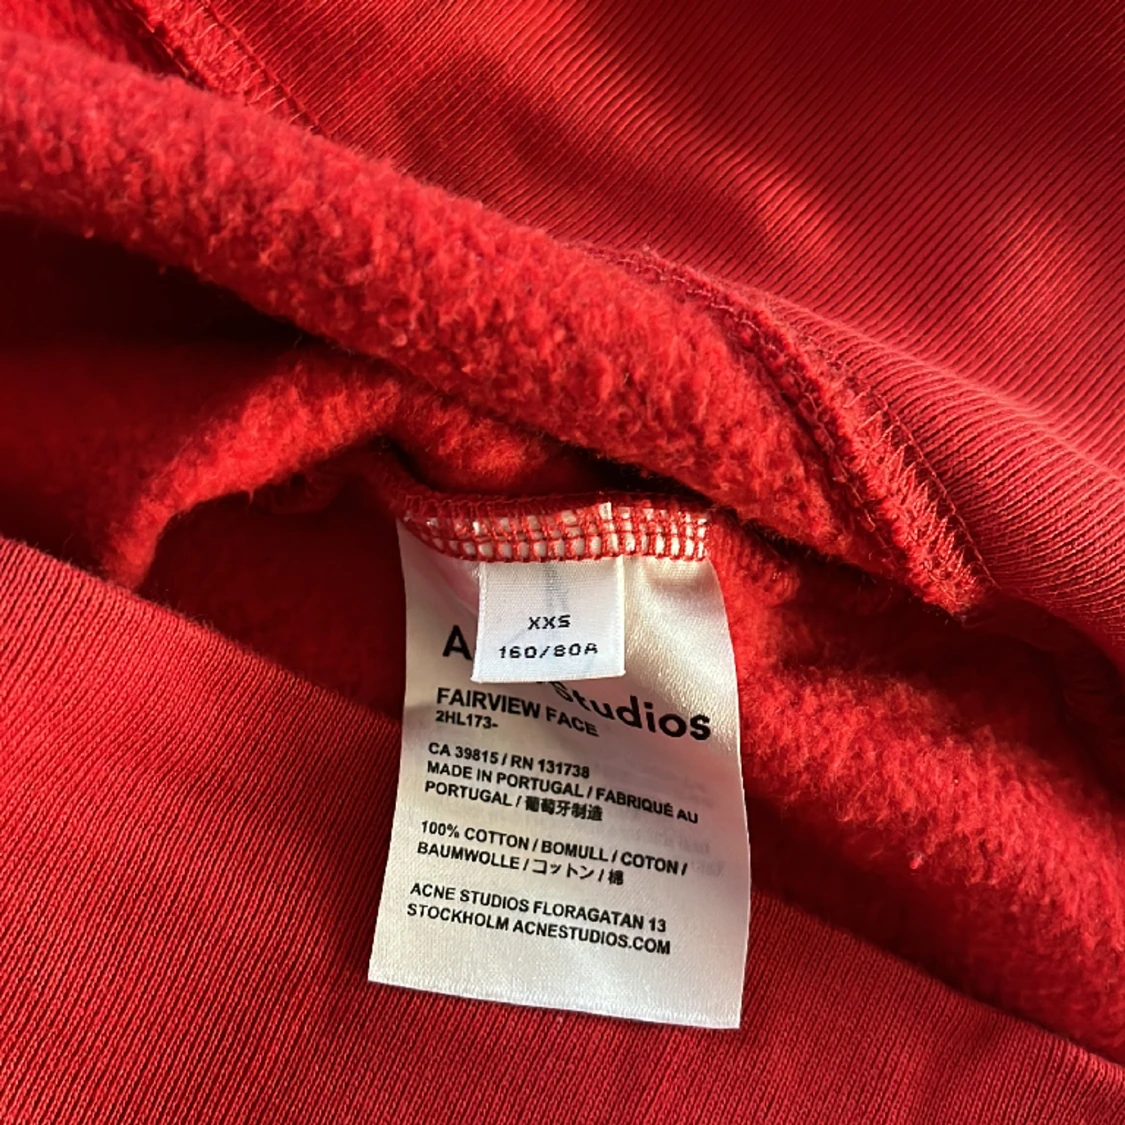 XXS
160/80A
A
Studios
FAIRVIEW FACE
2HL173-
CA 39815 / RN 131738
MADE IN PORTUGAL / FABRIQUÉ AU
PORTUGAL / 葡萄牙制造
100% COTTON / BOMULL / COTON /
BAUMWOLLE / コットン / 棉
ACNE STUDIOS FLORAGATAN 13
STOCKHOLM ACNESTUDIOS.COM